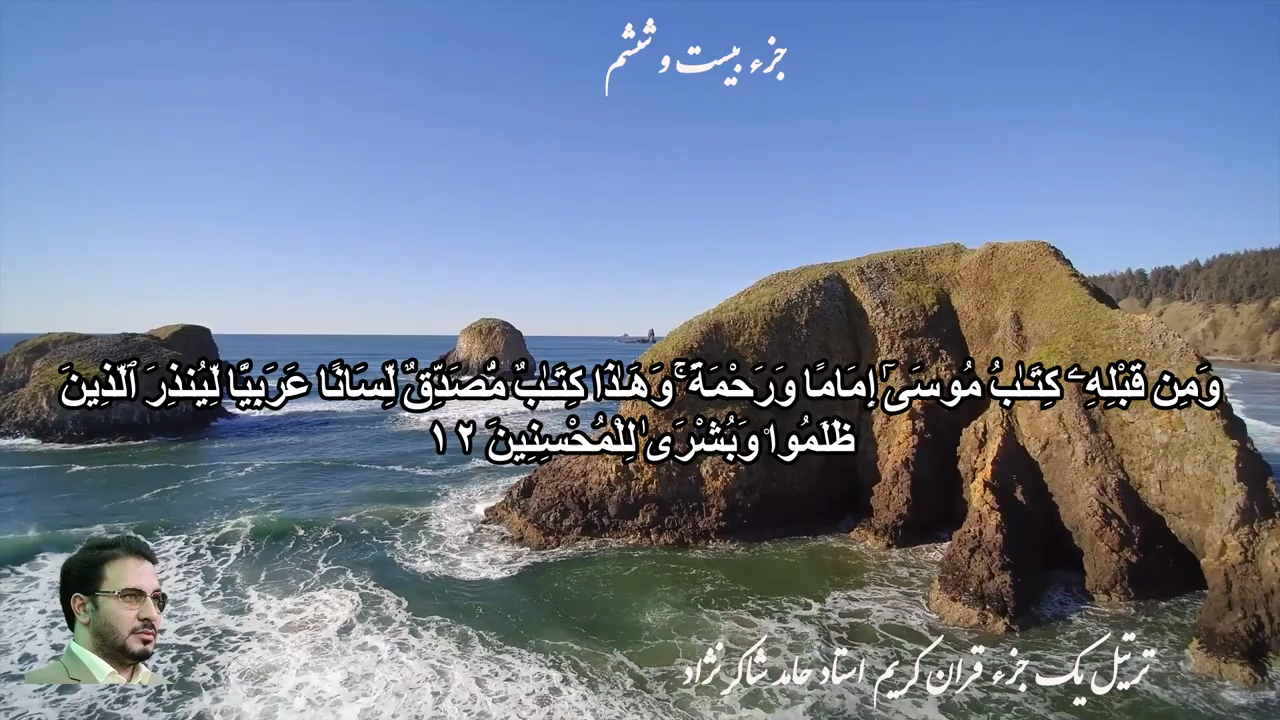 جزء بیست و ششم
وَمِن قَبْلِهِۦ كِتَـٰبُ مُوسَىٰٓ إِمَامًا وَرَحْمَةً ۚ وَهَـٰذَا كِتَـٰبٌ مُّصَدِّقٌ لِّسَانًا عَرَبِيًّا لِّيُنذِرَ ٱلَّذِينَ
ظَلَمُوا۟ وَبُشْرَىٰ لِلْمُحْسِنِينَ ١٢
ترتیل یک جزء قران کریم استاد حامد شاکرنژاد